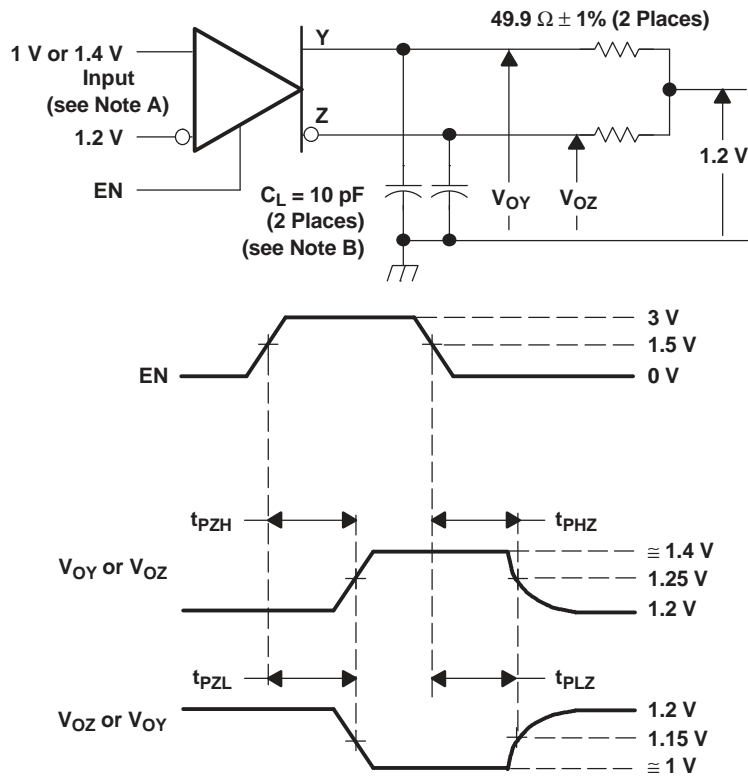 49.9 Ω ± 1% (2 Places)
Y
1 V or 1.4 V
Input
(see Note A)
Z
1.2 V
1.2 V
EN
C_L = 10 pF
(2 Places)
(see Note B)
V_OY
V_OZ
3 V
1.5 V
EN
0 V
t_PZH
t_PHZ
≅ 1.4 V
V_OY or V_OZ
1.25 V
1.2 V
t_PZL
t_PLZ
1.2 V
V_OZ or V_OY
1.15 V
≅ 1 V